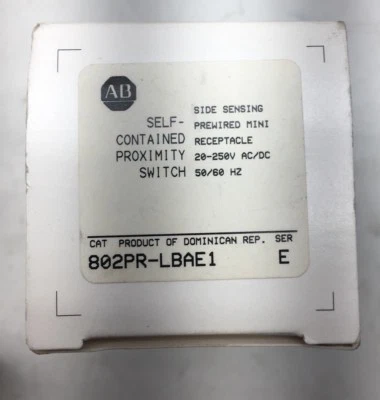 AB
SELF-
CONTAINED
PROXIMITY
SWITCH
SIDE SENSING
PREWIRED MINI
RECEPTACLE
20-250V AC/DC
50/60 HZ
CAT PRODUCT OF DOMINICAN REP. SER
802PR-LBAE1 E